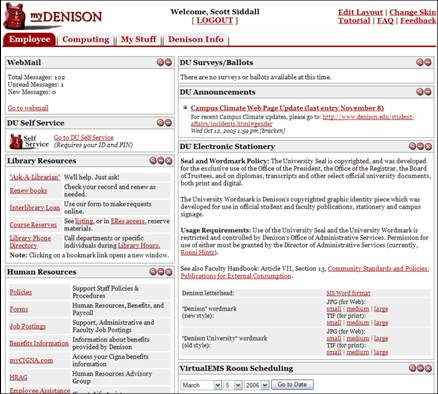 myDENISON
Welcome, Scott Siddall
[ LOGOUT ]
Edit Layout | Change Skin
Tutorial | FAQ | Feedback
Employee
Computing
My Stuff
Denison Info
WebMail
Total Messages: 102
Unread Messages: 1
New Messages: 0
Go to webmail
DU Self Service
Self Service
Go to DU Self Service
(Requires your ID and PIN)
Library Resources
"Ask-A-Librarian" We'll help. Just ask!
Renew books Check your record and renew as needed.
Interlibrary Loan Use our form to make requests online.
Course Reserves See listing, or in ERes access, reserve materials.
Library Phone Directory Call departments or specific individuals during Library Hours.
Note: Clicking on a bookmark link opens a new window.
Human Resources
Policies Support Staff Policies & Procedures
Forms Human Resources, Benefits, and Payroll
Job Postings Support, Administrative and Faculty Job Postings
Benefits Information Information about benefits provided by Denison
myCIGNA.com Access your Cigna benefits information
HRAG Human Resources Advisory Group
Employee Assistance
DU Surveys/Ballots
There are no surveys or ballots available at this time.
DU Announcements
Campus Climate Web Page Update (last entry November 8)
For recent Campus Climate updates, please go to: http://www.denison.edu/student-
affairs/incidents.html#gender
Wed Oct 12, 2005 1:59 pm [bracken]
DU Electronic Stationery
Seal and Wordmark Policy: The University Seal is copyrighted, and was developed
for the exclusive use of the Office of the President, the Office of the Registrar, the Board
of Trustees, and on diplomas, transcripts and other select official university documents,
both print and digital.
The University Wordmark is Denison's copyrighted graphic identity piece which was
developed for use in official student and faculty publications, stationery and campus
signage.
Usage Requirements: Use of the University Seal and the University Wordmark is
restricted and controlled by Denison's Office of Administrative Services. Permission for
use of either must be granted by the Director of Administrative Services (currently,
Ronni Hintz).
See also Faculty Handbook: Article VII, Section 13, Community Standards and Policies:
Publications for External Consumption.
Denison letterhead: MS Word format
"Denison" wordmark
(new style):
JPG (for Web):
small | medium | large
TIF (for print):
small | medium | large
"Denison University" wordmark
(old style):
JPG (for Web):
small | medium | large
TIF (for print):
small | medium | large
VirtualEMS Room Scheduling
March 5 2006 Go to Date